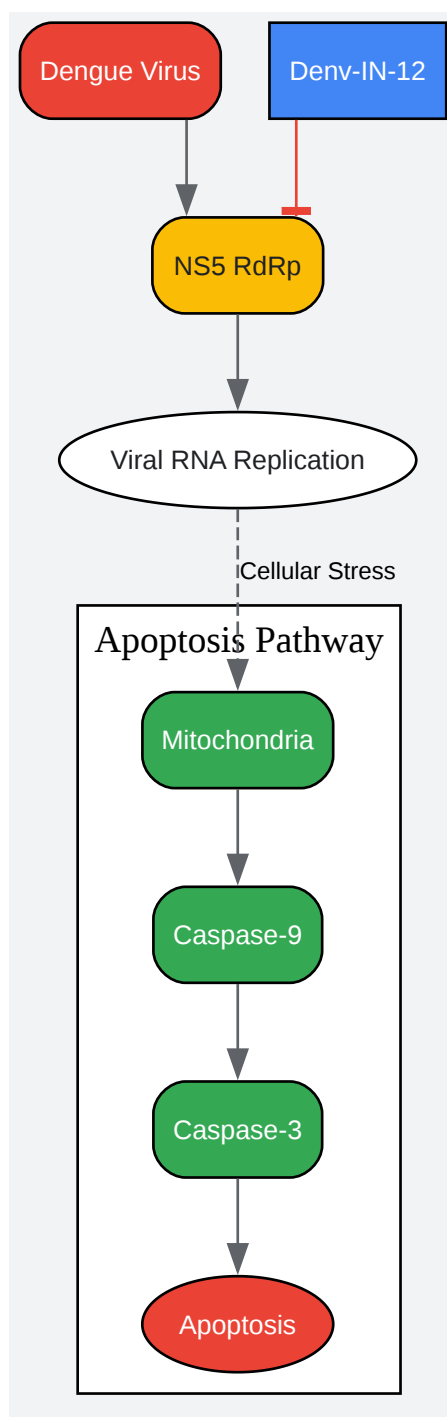 Dengue Virus
Denv-IN-12
NS5 RdRp
Viral RNA Replication
Cellular Stress
Apoptosis Pathway
Mitochondria
Caspase-9
Caspase-3
Apoptosis